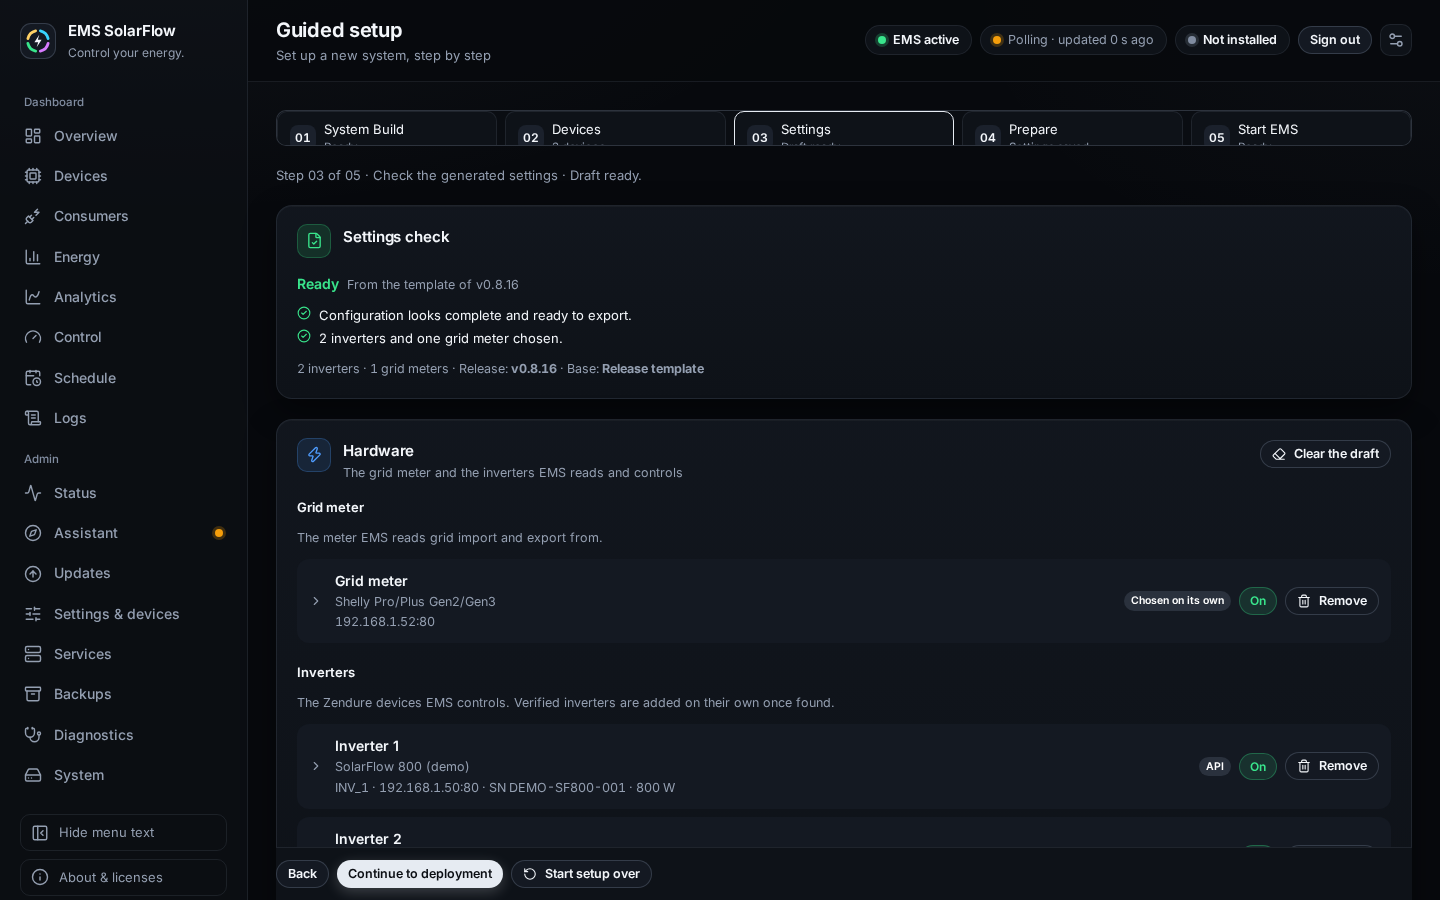 EMS SolarFlow
Control your energy.
Dashboard
Overview
Devices
Consumers
Energy
Analytics
Control
Schedule
Logs
Admin
Status
Assistant
Updates
Settings & devices
Services
Backups
Diagnostics
System
Hide menu text
About & licenses
Guided setup
Set up a new system, step by step
EMS active
Polling · updated 0 s ago
Not installed
Sign out
01 System Build
02 Devices
03 Settings
04 Prepare
05 Start EMS
Step 03 of 05 · Check the generated settings · Draft ready.
Settings check
Ready From the template of v0.8.16
Configuration looks complete and ready to export.
2 inverters and one grid meter chosen.
2 inverters · 1 grid meters · Release: v0.8.16 · Base: Release template
Hardware
The grid meter and the inverters EMS reads and controls
Clear the draft
Grid meter
The meter EMS reads grid import and export from.
Grid meter
Shelly Pro/Plus Gen2/Gen3
192.168.1.52:80
Chosen on its own
On
Remove
Inverters
The Zendure devices EMS controls. Verified inverters are added on their own once found.
Inverter 1
SolarFlow 800 (demo)
INV_1 · 192.168.1.50:80 · SN DEMO-SF800-001 · 800 W
API
On
Remove
Inverter 2
Back
Continue to deployment
Start setup over